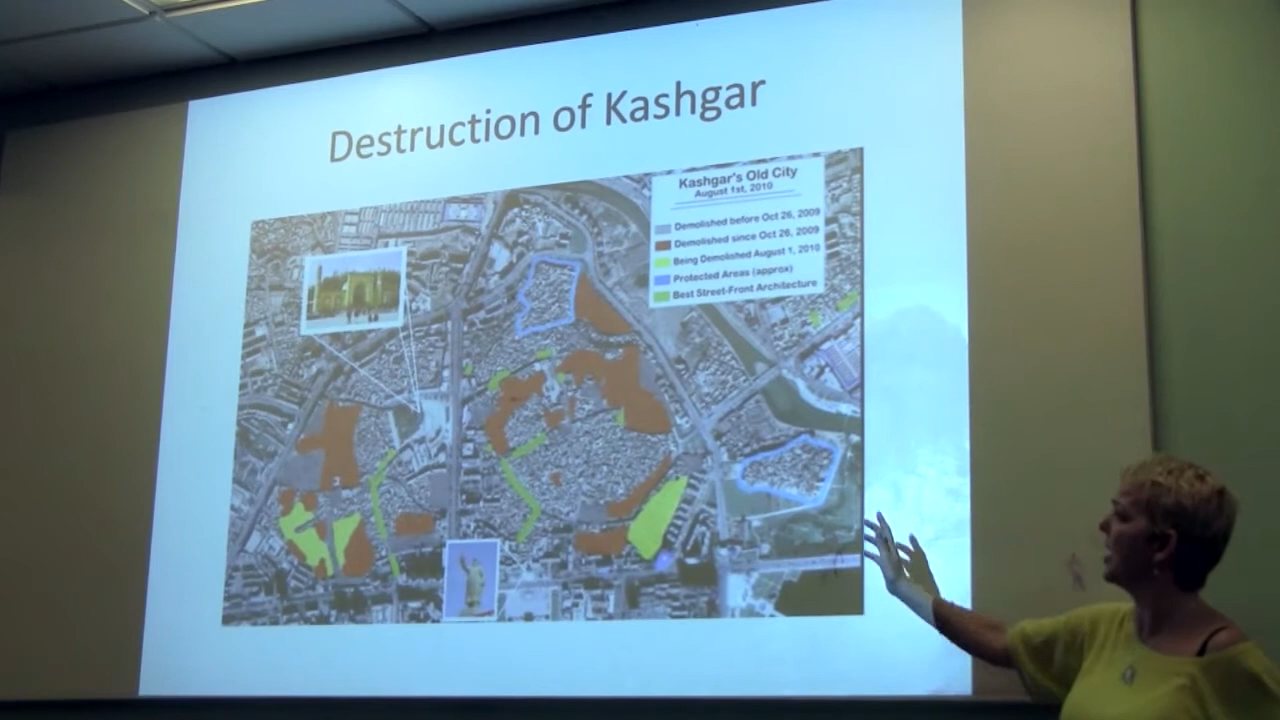 Destruction of Kashgar
Kashgar's Old City
August 1st, 2010
Demolished before Oct 26, 2009
Demolished since Oct 26, 2009
Being Demolished August 1, 2010
Protected Areas (approx)
Best Street-Front Architecture